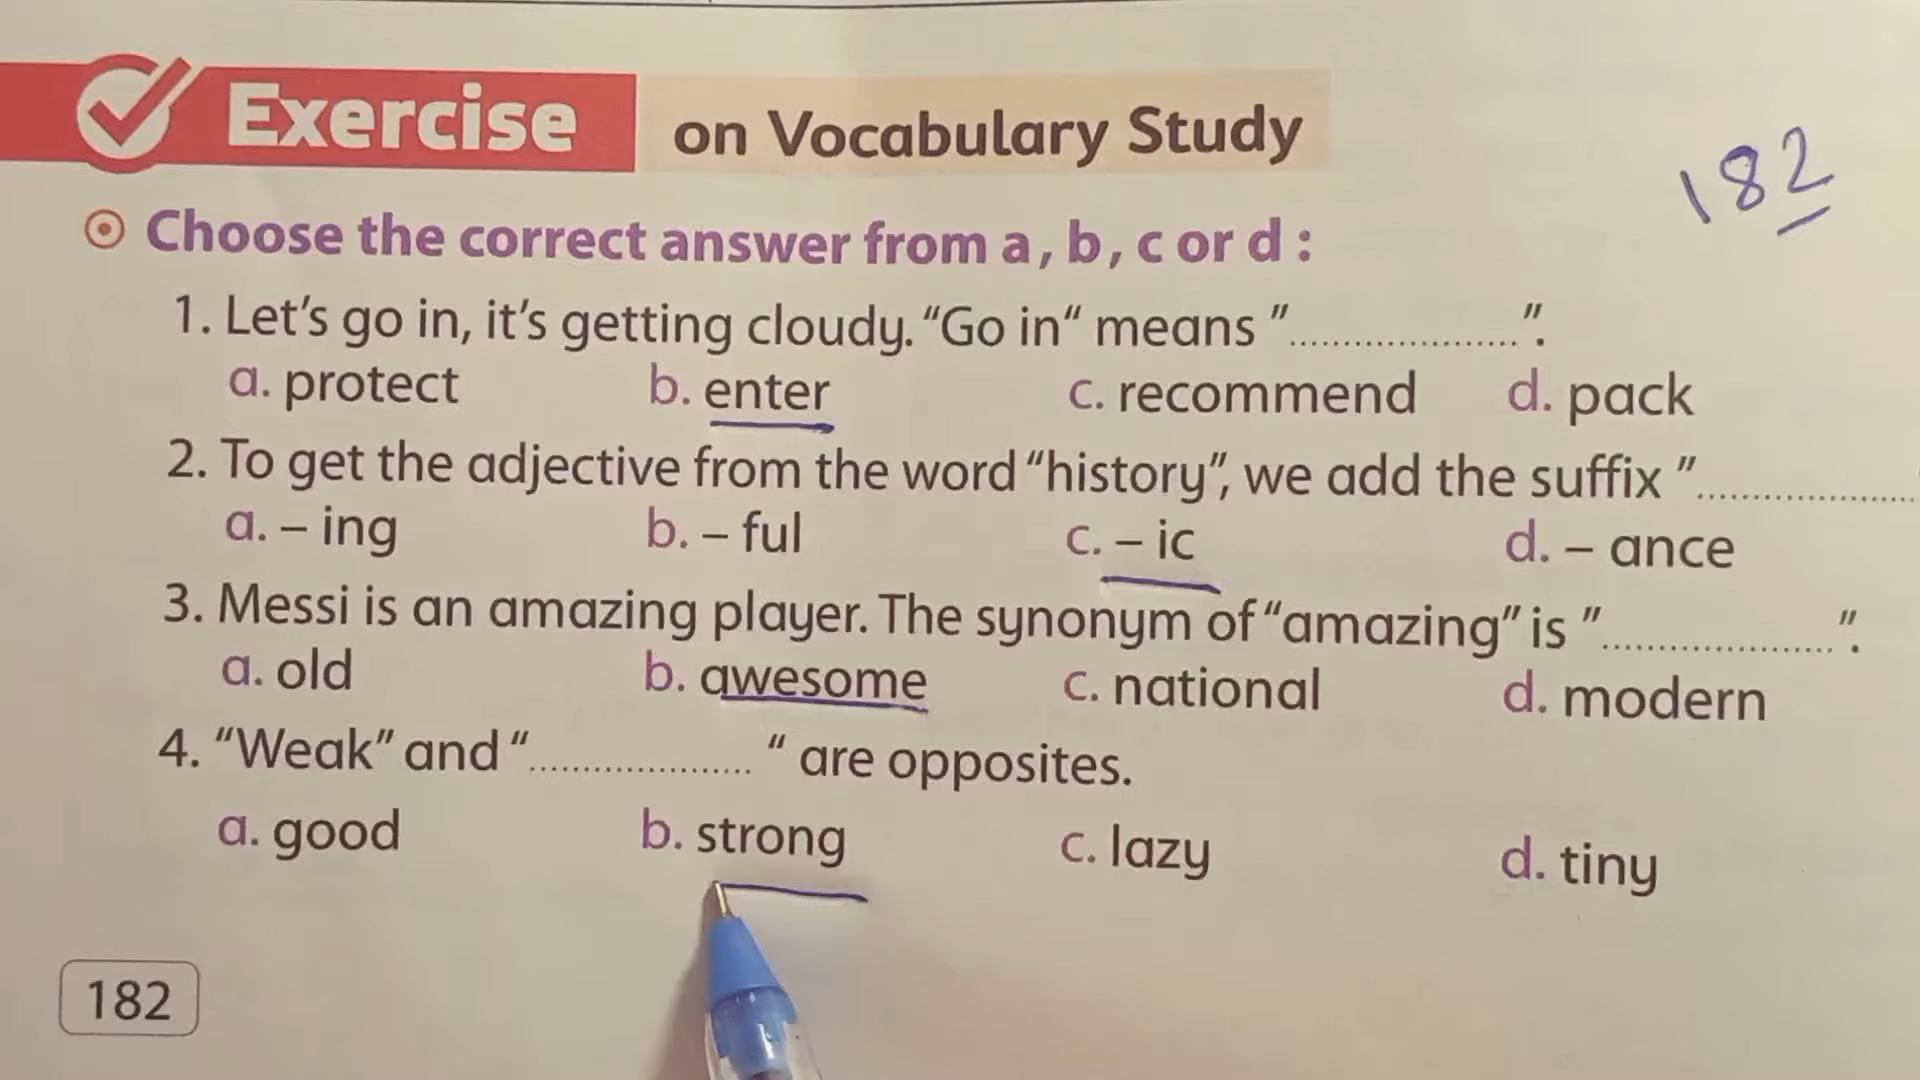 Exercise on Vocabulary Study
182
Choose the correct answer from a, b, c or d :
1. Let's go in, it's getting cloudy. "Go in" means "....................".
a. protect b. enter c. recommend d. pack
2. To get the adjective from the word "history", we add the suffix "....................
a. – ing b. – ful c. – ic d. – ance
3. Messi is an amazing player. The synonym of "amazing" is "....................".
a. old b. awesome c. national d. modern
4. "Weak" and ".................... " are opposites.
a. good b. strong c. lazy d. tiny
182